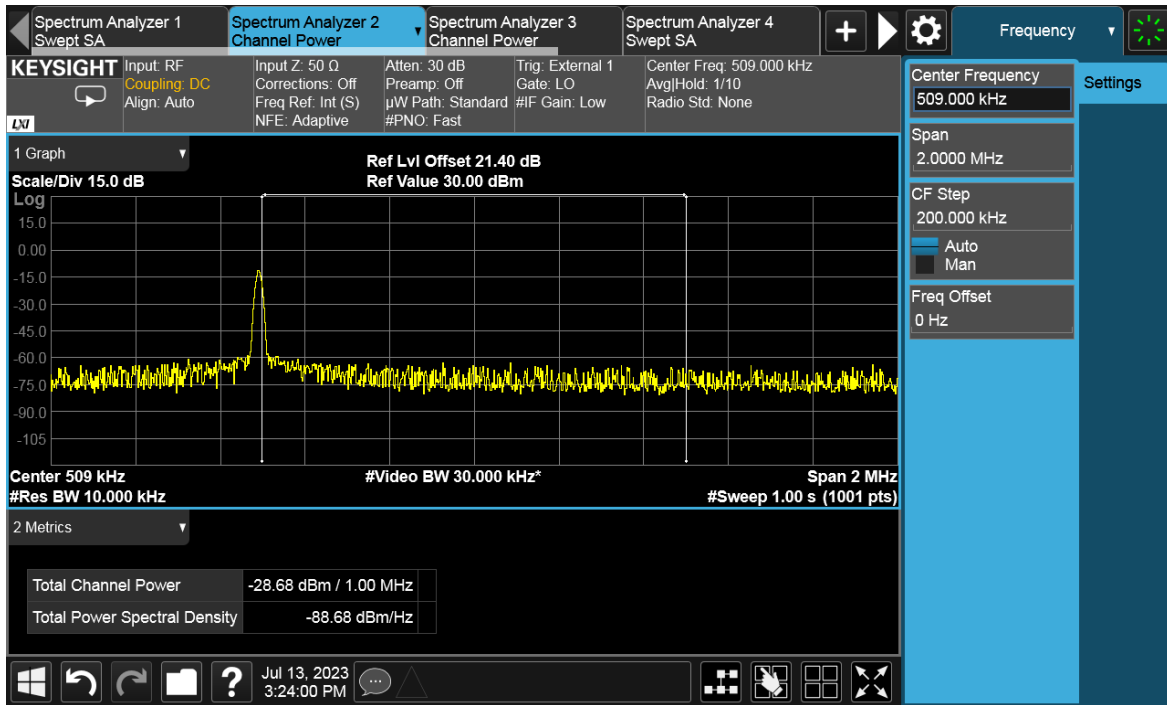 Spectrum Analyzer 1
Swept SA
Spectrum Analyzer 2
Channel Power
Spectrum Analyzer 3
Channel Power
Spectrum Analyzer 4
Swept SA
+
Frequency
KEYSIGHT
LXI
Input: RF
Coupling: DC
Align: Auto
Input Z: 50 Ω
Corrections: Off
Freq Ref: Int (S)
NFE: Adaptive
Atten: 30 dB
Preamp: Off
µW Path: Standard
#PNO: Fast
Trig: External 1
Gate: LO
#IF Gain: Low
Center Freq: 509.000 kHz
Avg|Hold: 1/10
Radio Std: None
Center Frequency
509.000 kHz
Settings
Span
2.0000 MHz
CF Step
200.000 kHz
Auto
Man
Freq Offset
0 Hz
1 Graph
Scale/Div 15.0 dB
Ref Lvl Offset 21.40 dB
Ref Value 30.00 dBm
Log
15.0
0.00
-15.0
-30.0
-45.0
-60.0
-75.0
-90.0
-105
Center 509 kHz
#Video BW 30.000 kHz*
Span 2 MHz
#Res BW 10.000 kHz
#Sweep 1.00 s (1001 pts)
2 Metrics
Total Channel Power -28.68 dBm / 1.00 MHz
Total Power Spectral Density -88.68 dBm/Hz
?
Jul 13, 2023
3:24:00 PM